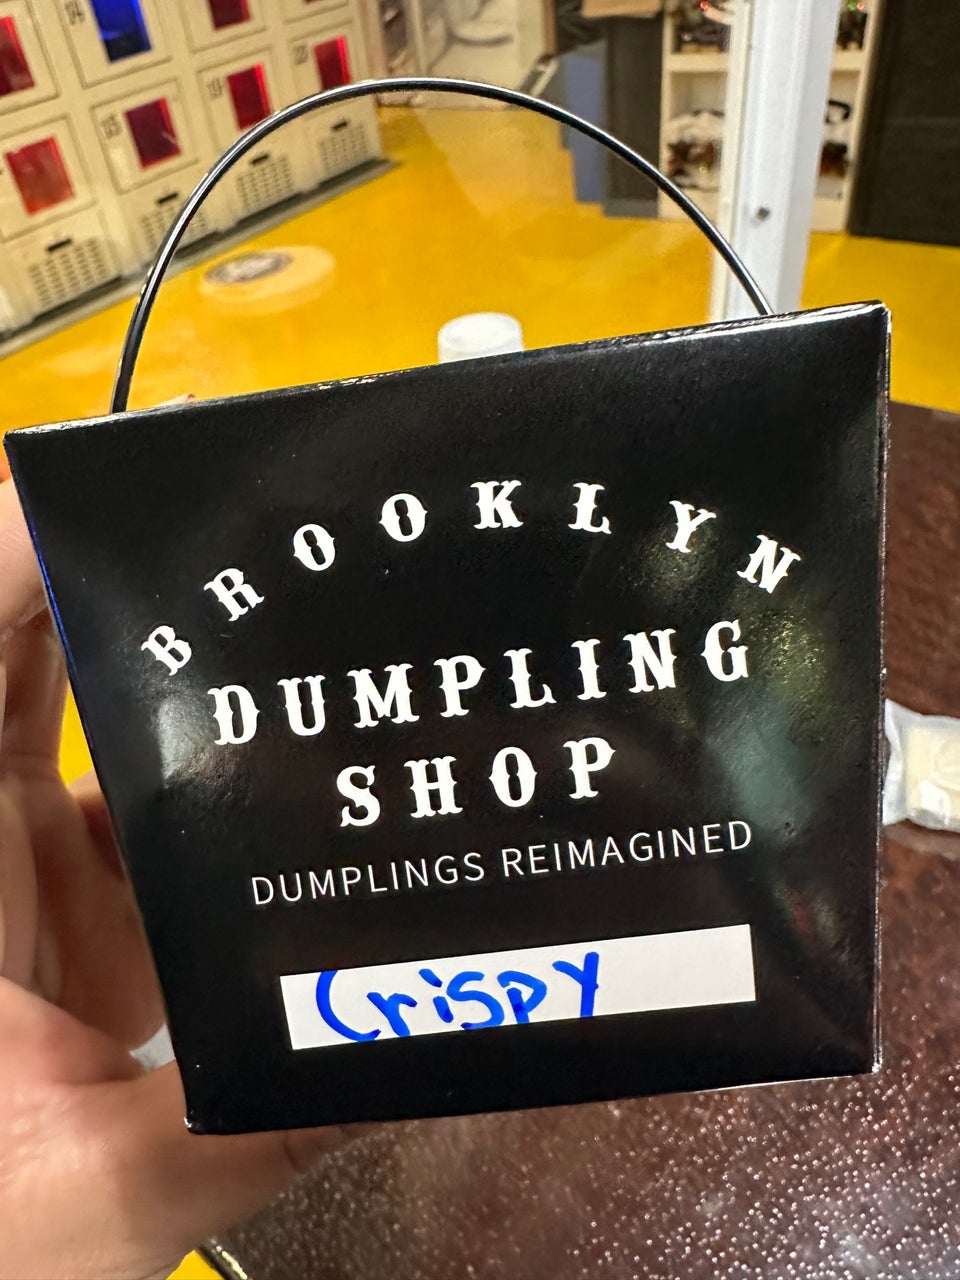 BROOKLYN
DUMPLING
SHOP
DUMPLINGS REIMAGINED
Crispy